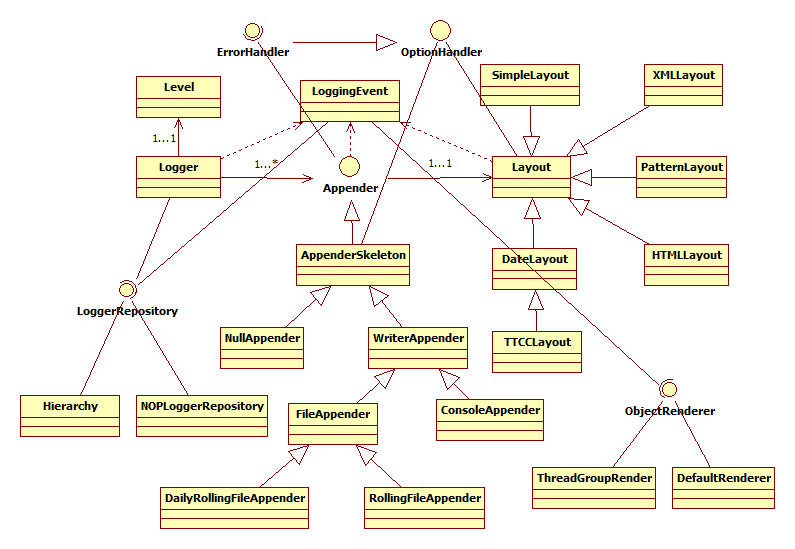 ErrorHandler
OptionHandler
SimpleLayout
XMLLayout
Level
LoggingEvent
1...1
Logger
1...*
Appender
1...1
Layout
PatternLayout
AppenderSkeleton
DateLayout
HTMLLayout
LoggerRepository
NullAppender
WriterAppender
TTCCLayout
Hierarchy
NOPLoggerRepository
FileAppender
ConsoleAppender
ObjectRenderer
DailyRollingFileAppender
RollingFileAppender
ThreadGroupRender
DefaultRenderer